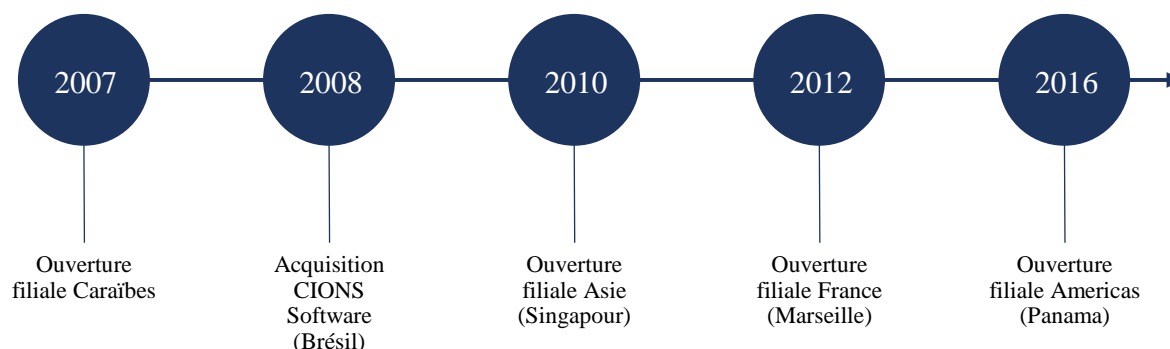 2007
2008
2010
2012
2016
Ouverture
filiale Caraïbes
Acquisition
CIONS
Software
(Brésil)
Ouverture
filiale Asie
(Singapour)
Ouverture
filiale France
(Marseille)
Ouverture
filiale Americas
(Panama)